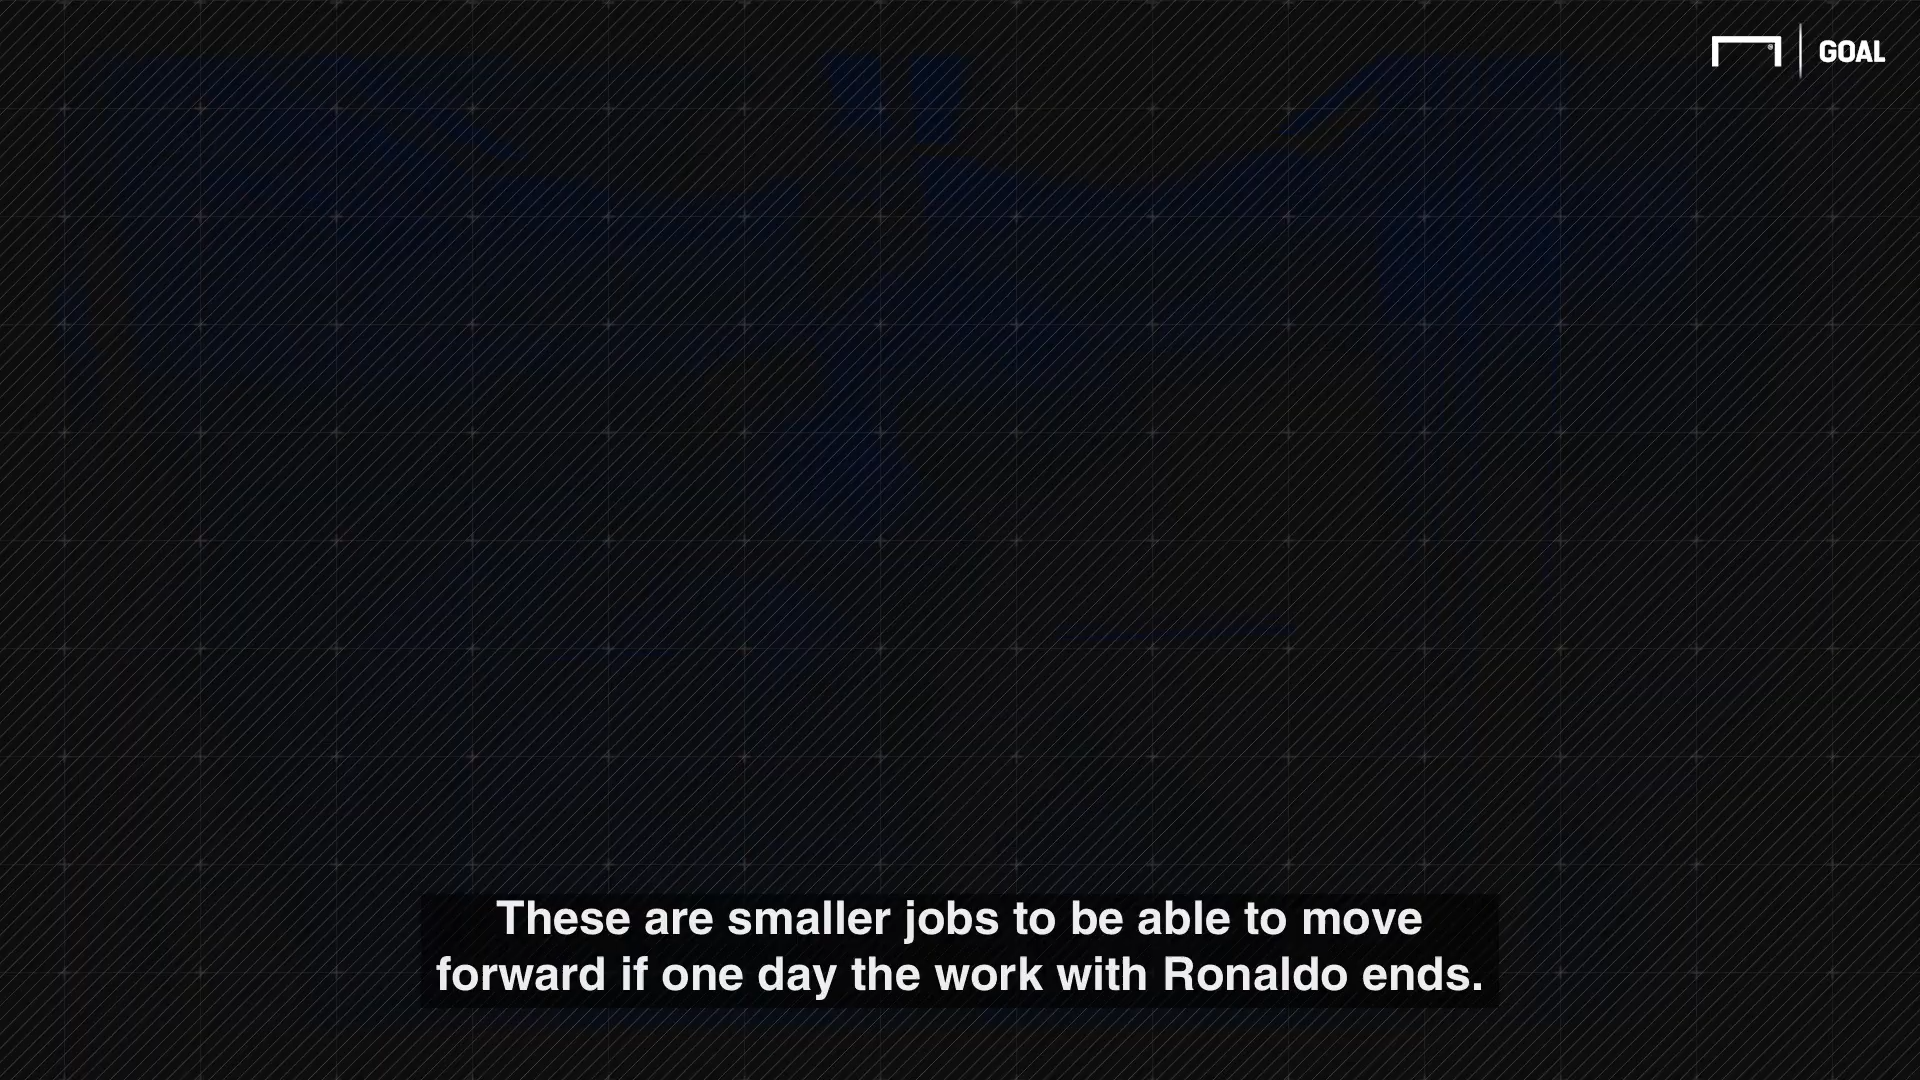 GOAL
These are smaller jobs to be able to move
forward if one day the work with Ronaldo ends.